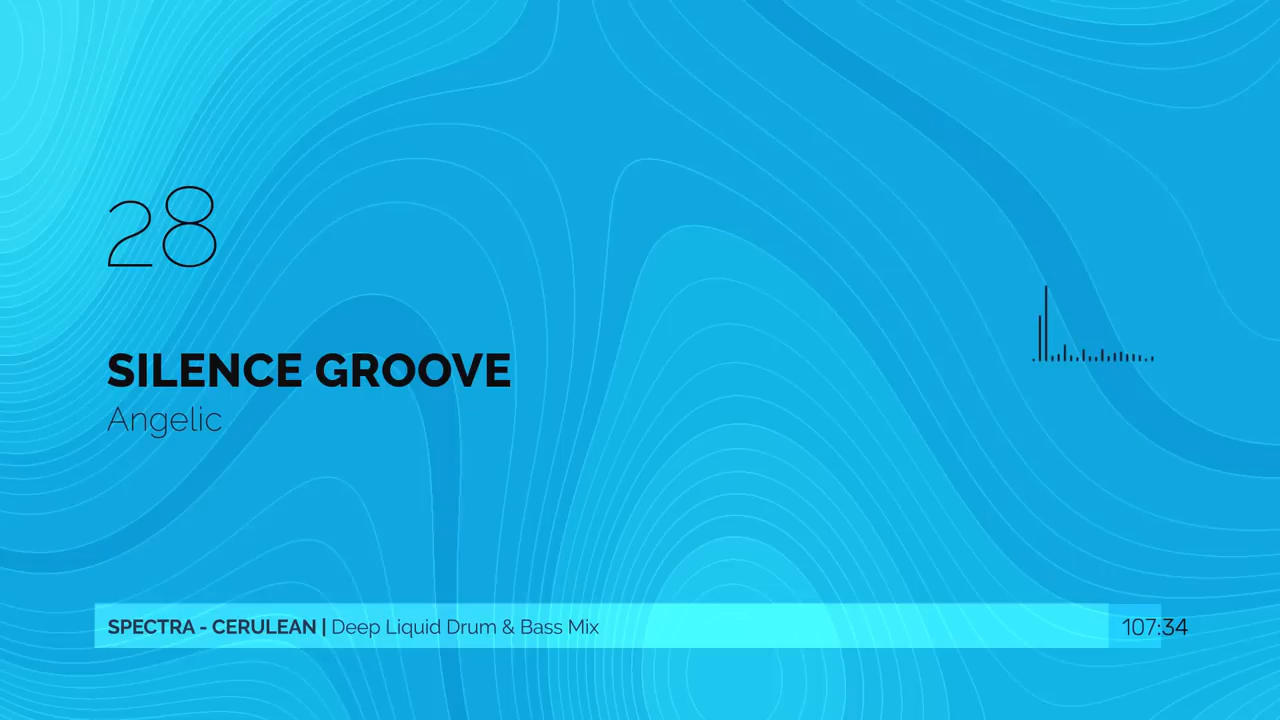 28
SILENCE GROOVE
Angelic
SPECTRA - CERULEAN | Deep Liquid Drum & Bass Mix
107:34